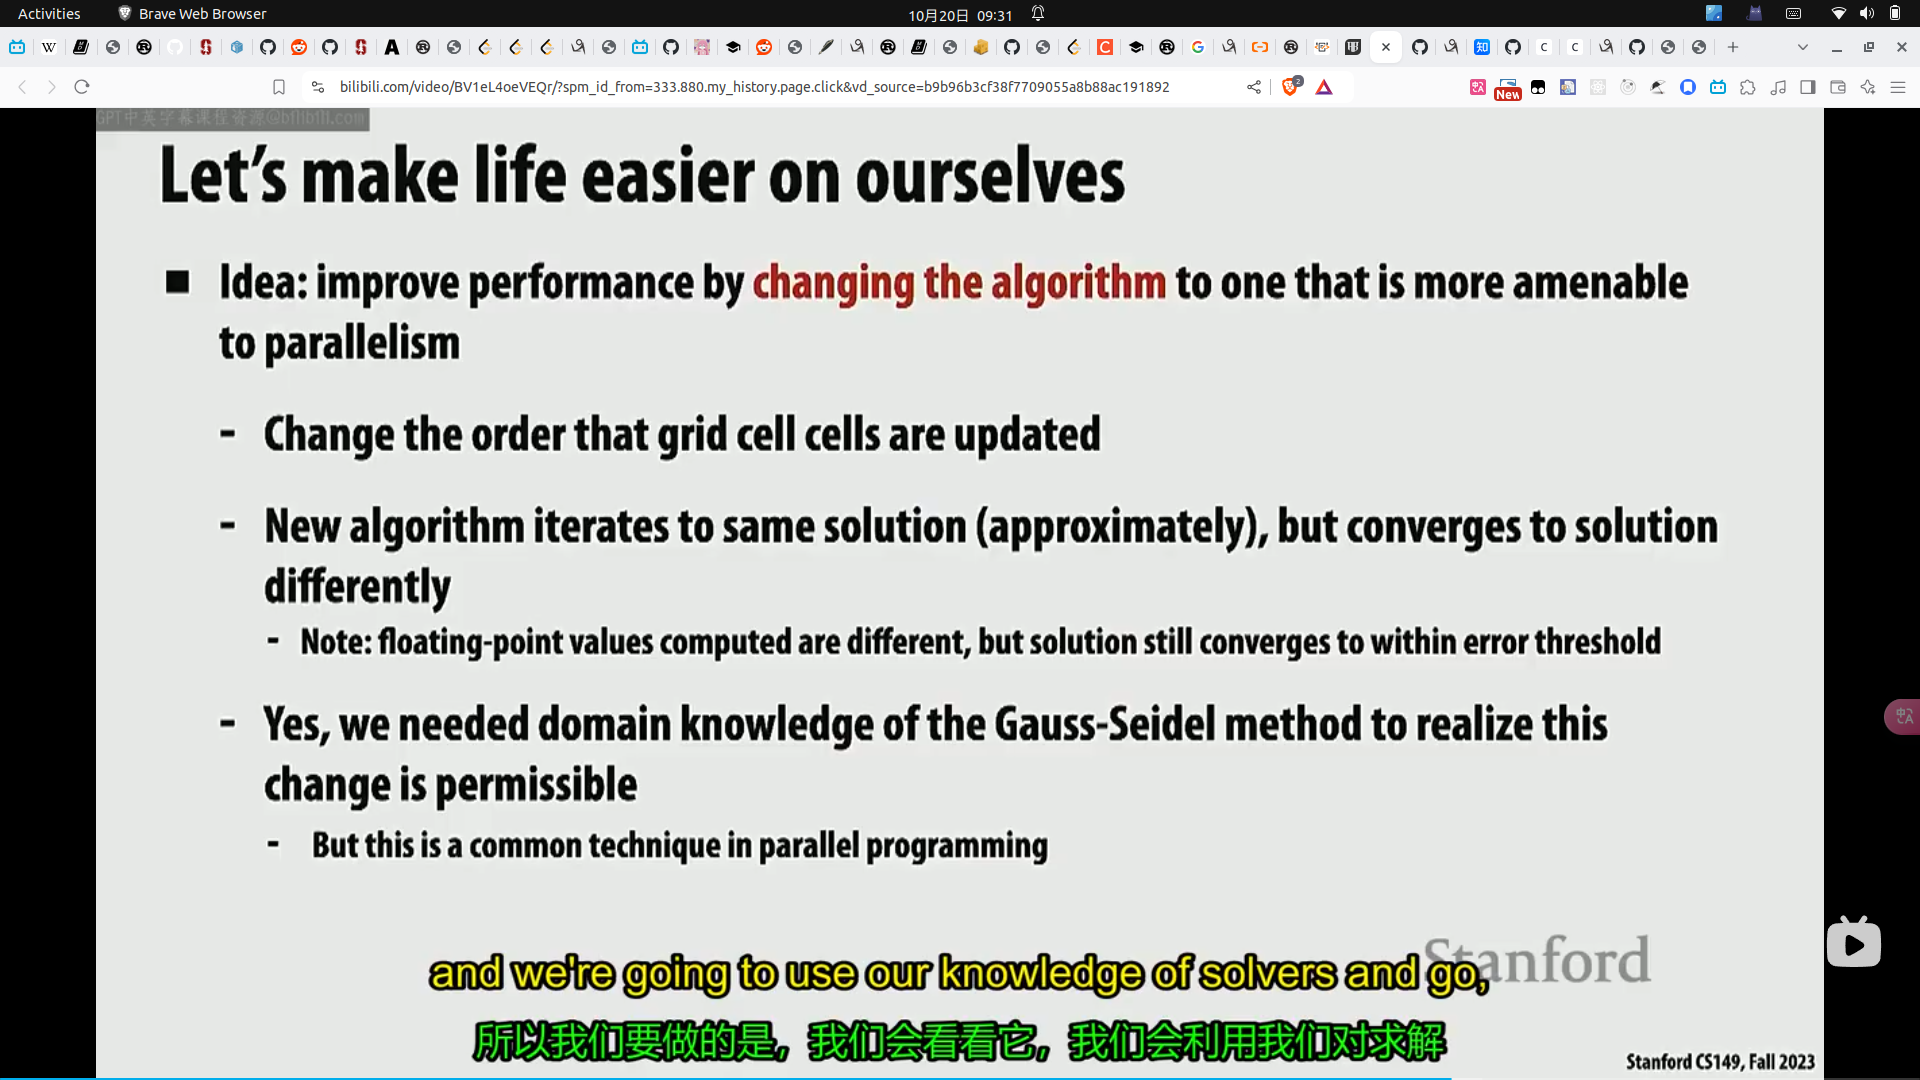 Activities
Brave Web Browser
10月20日 09:31
bilibili.com/video/BV1eL4oeVEQr/?spm_id_from=333.880.my_history.page.click&vd_source=b9b96b3cf38f7709055a8b88ac191892
2
New
GPT中英字幕课程资源@bilibili.com
Let's make life easier on ourselves
Idea: improve performance by changing the algorithm to one that is more amenable
to parallelism
- Change the order that grid cell cells are updated
- New algorithm iterates to same solution (approximately), but converges to solution
differently
- Note: floating-point values computed are different, but solution still converges to within error threshold
- Yes, we needed domain knowledge of the Gauss-Seidel method to realize this
change is permissible
- But this is a common technique in parallel programming
Stanford
and we're going to use our knowledge of solvers and go,
所以我们要做的是，我们会看看它，我们会利用我们对求解
Stanford CS149, Fall 2023